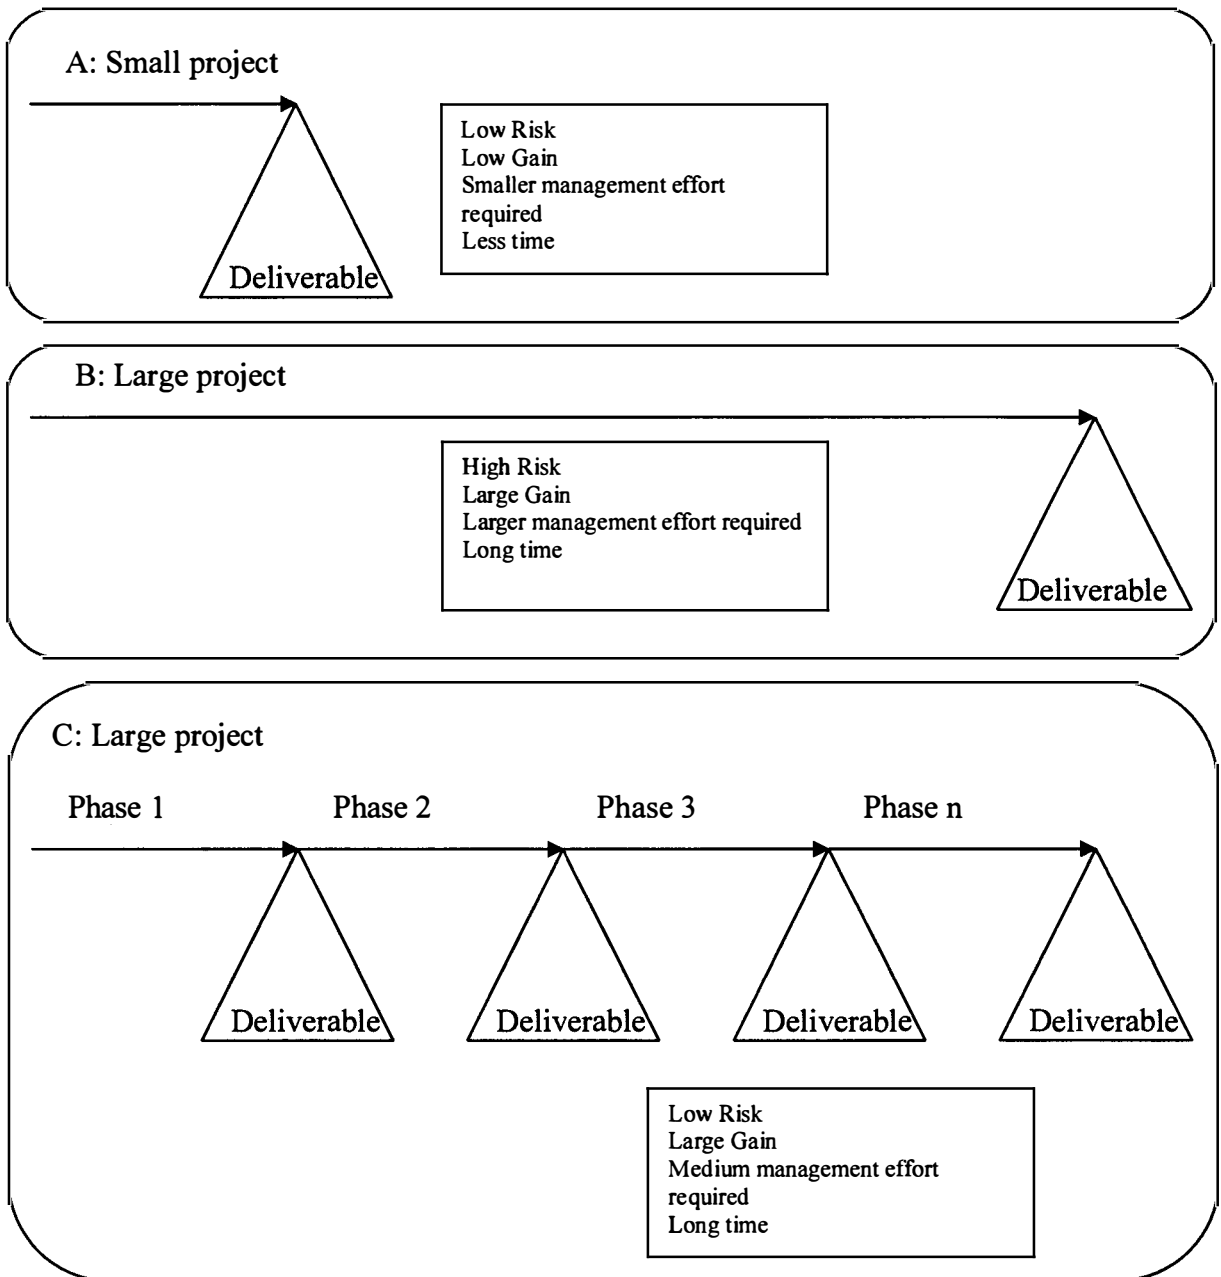 A: Small project
Low Risk
Low Gain
Smaller management effort
required
Less time
Deliverable
B: Large project
High Risk
Large Gain
Larger management effort required
Long time
Deliverable
C: Large project
Phase 1
Phase 2
Phase 3
Phase n
Deliverable
Deliverable
Deliverable
Deliverable
Low Risk
Large Gain
Medium management effort
required
Long time